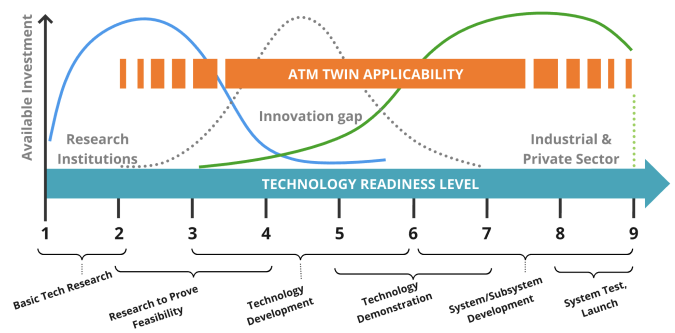 Available Investment
ATM TWIN APPLICABILITY
Innovation gap
Research
Institutions
Industrial &
Private Sector
TECHNOLOGY READINESS LEVEL
1 2 3 4 5 6 7 8 9
Basic Tech Research
Research to Prove
Feasibility
Technology
Development
Technology
Demonstration
System/Subsystem
Development
System Test,
Launch